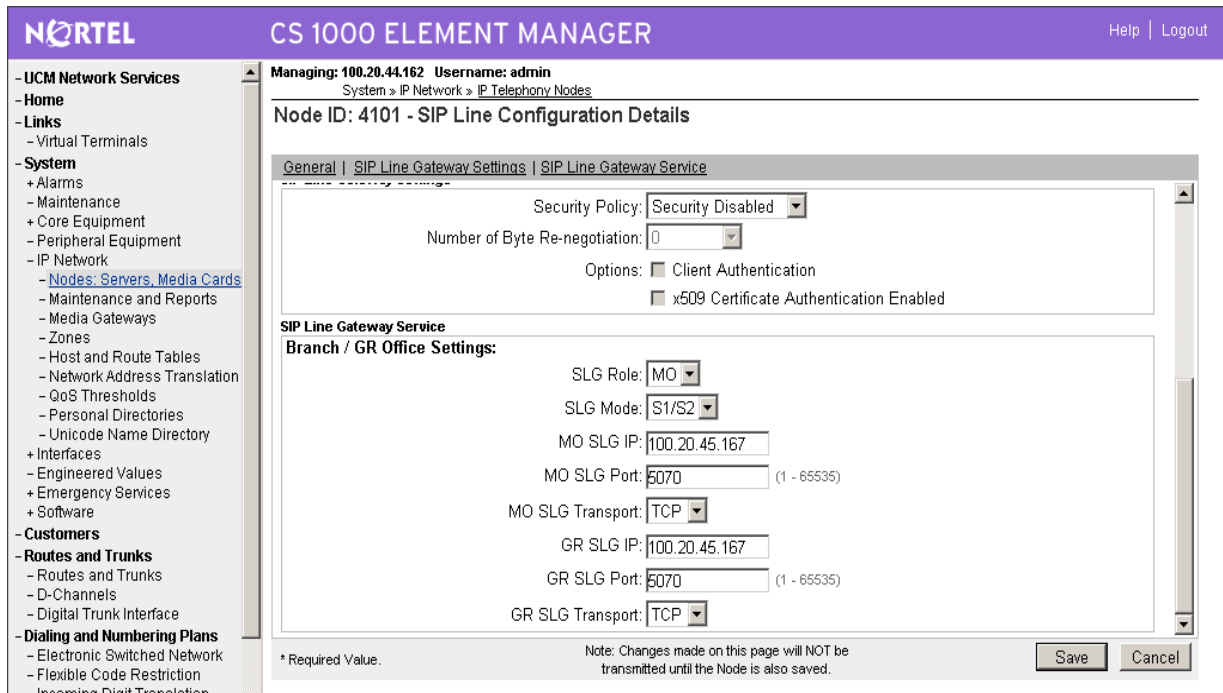 NØRTEL
CS 1000 ELEMENT MANAGER
Help | Logout
- UCM Network Services
- Home
- Links
- Virtual Terminals
- System
+ Alarms
- Maintenance
+ Core Equipment
- Peripheral Equipment
- IP Network
- Nodes: Servers, Media Cards
- Maintenance and Reports
- Media Gateways
- Zones
- Host and Route Tables
- Network Address Translation
- QoS Thresholds
- Personal Directories
- Unicode Name Directory
+ Interfaces
- Engineered Values
+ Emergency Services
+ Software
- Customers
- Routes and Trunks
- Routes and Trunks
- D-Channels
- Digital Trunk Interface
- Dialing and Numbering Plans
- Electronic Switched Network
- Flexible Code Restriction
- Incoming Digit Translation
Managing: 100.20.44.162 Username: admin
System » IP Network » IP Telephony Nodes
Node ID: 4101 - SIP Line Configuration Details
General | SIP Line Gateway Settings | SIP Line Gateway Service
SIP Line Gateway Settings
Security Policy: Security Disabled
Number of Byte Re-negotiation: 0
Options: Client Authentication
x509 Certificate Authentication Enabled
SIP Line Gateway Service
Branch / GR Office Settings:
SLG Role: MO
SLG Mode: S1/S2
MO SLG IP: 100.20.45.167
MO SLG Port: 5070 (1 - 65535)
MO SLG Transport: TCP
GR SLG IP: 100.20.45.167
GR SLG Port: 5070 (1 - 65535)
GR SLG Transport: TCP
* Required Value.
Note: Changes made on this page will NOT be
transmitted until the Node is also saved.
Save
Cancel